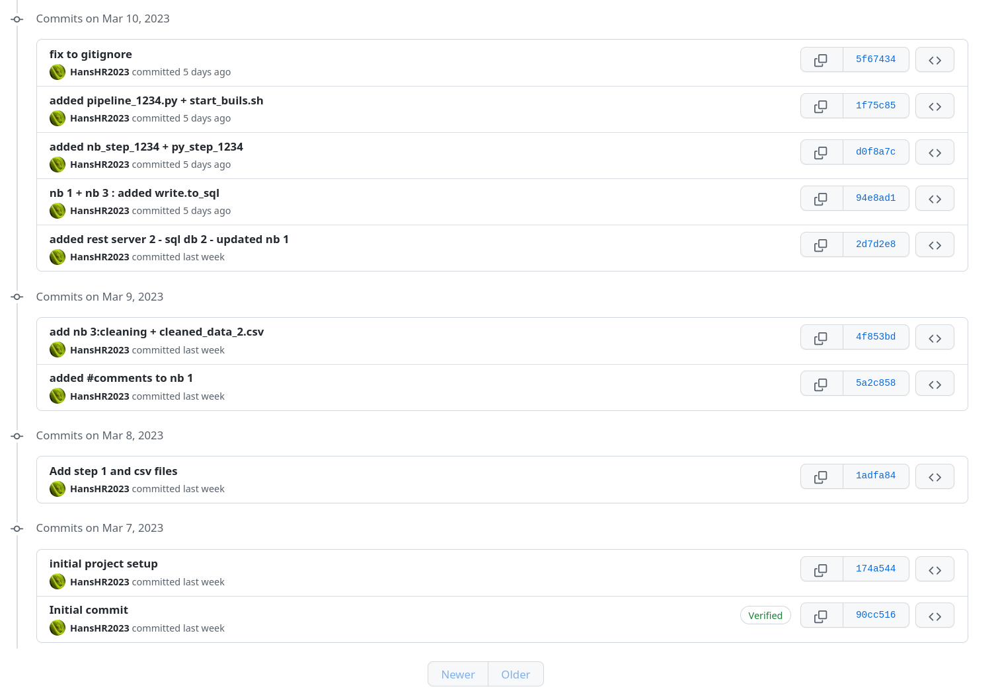 Commits on Mar 10, 2023
fix to gitignore
HansHR2023 committed 5 days ago
5f67434
added pipeline_1234.py + start_buils.sh
HansHR2023 committed 5 days ago
1f75c85
added nb_step_1234 + py_step_1234
HansHR2023 committed 5 days ago
d0f8a7c
nb 1 + nb 3 : added write.to_sql
HansHR2023 committed 5 days ago
94e8ad1
added rest server 2 - sql db 2 - updated nb 1
HansHR2023 committed last week
2d7d2e8
Commits on Mar 9, 2023
add nb 3:cleaning + cleaned_data_2.csv
HansHR2023 committed last week
4f853bd
added #comments to nb 1
HansHR2023 committed last week
5a2c858
Commits on Mar 8, 2023
Add step 1 and csv files
HansHR2023 committed last week
1adfa84
Commits on Mar 7, 2023
initial project setup
HansHR2023 committed last week
174a544
Initial commit
HansHR2023 committed last week
Verified
90cc516
Newer Older